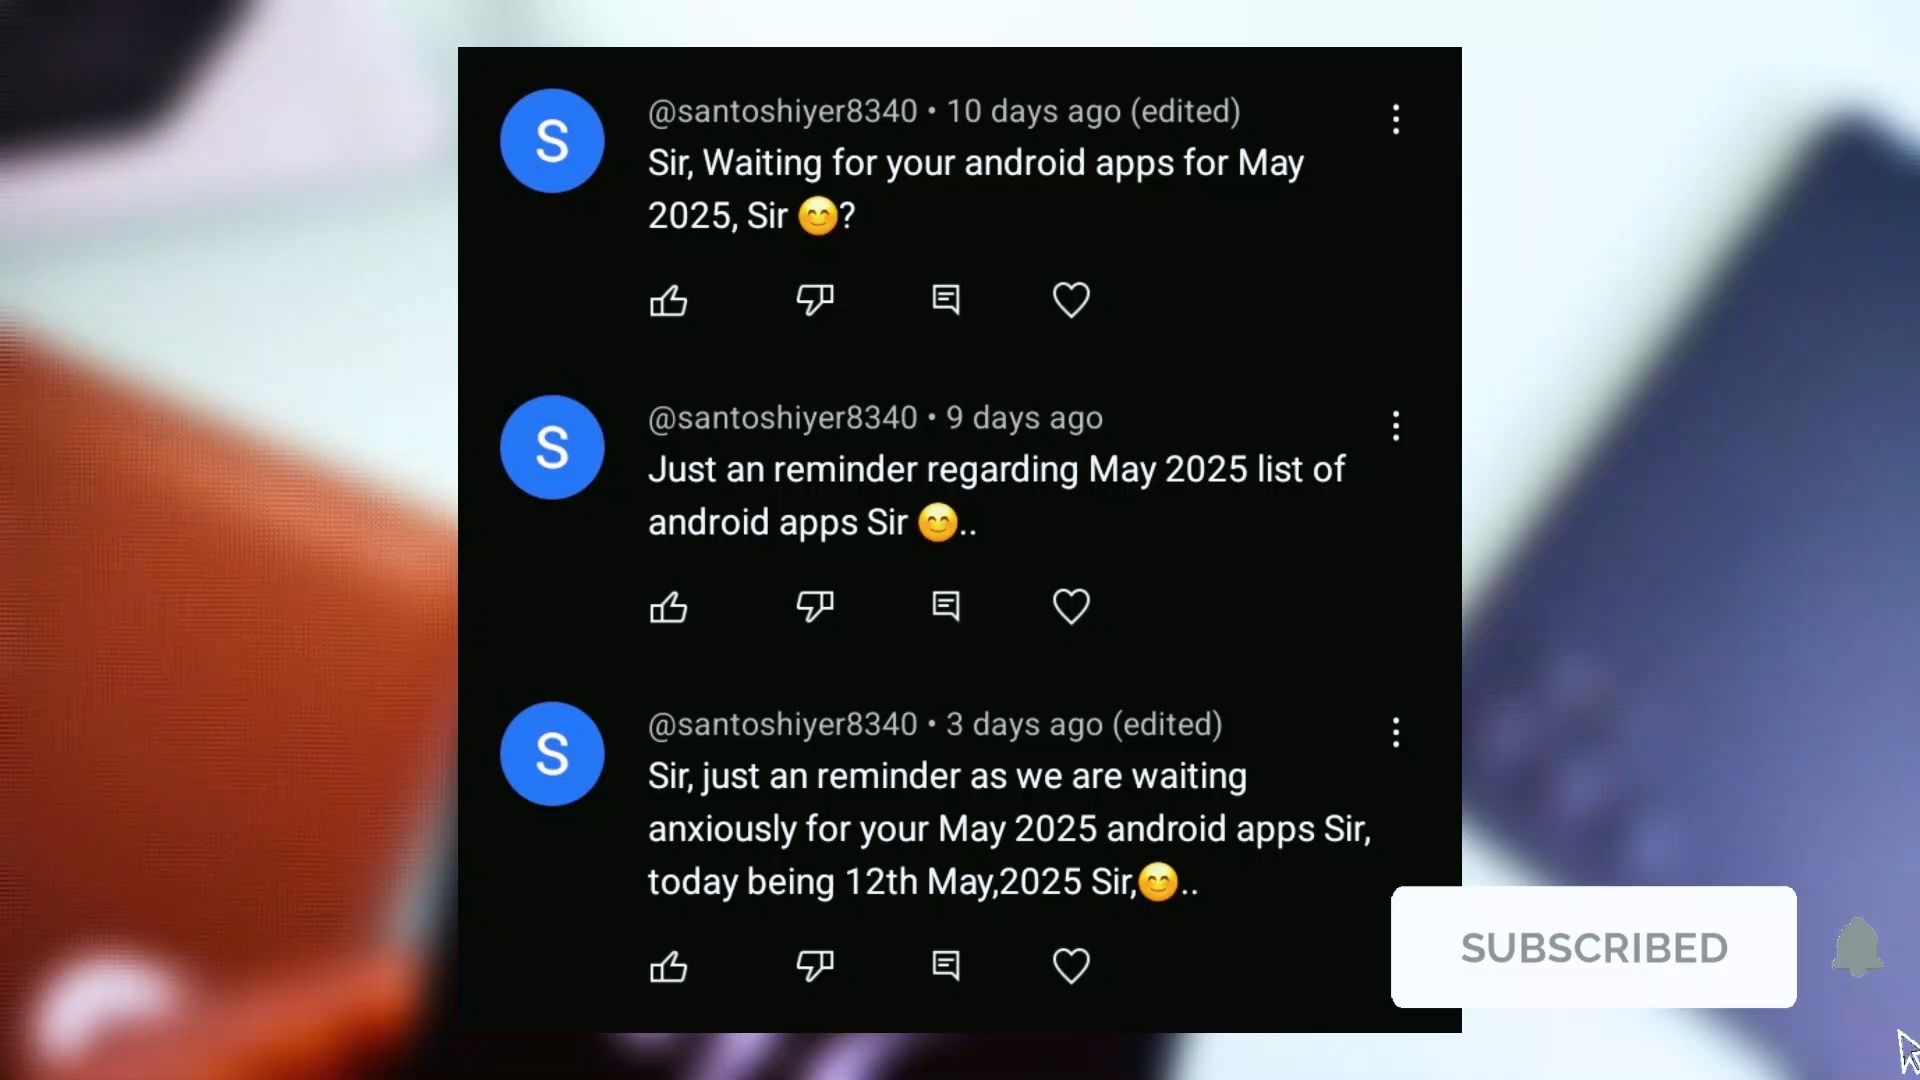 S
@santoshiyer8340 • 10 days ago (edited)
Sir, Waiting for your android apps for May
2025, Sir 😊?
S
@santoshiyer8340 • 9 days ago
Just an reminder regarding May 2025 list of
android apps Sir 😊..
S
@santoshiyer8340 • 3 days ago (edited)
Sir, just an reminder as we are waiting
anxiously for your May 2025 android apps Sir,
today being 12th May,2025 Sir,😊..
SUBSCRIBED